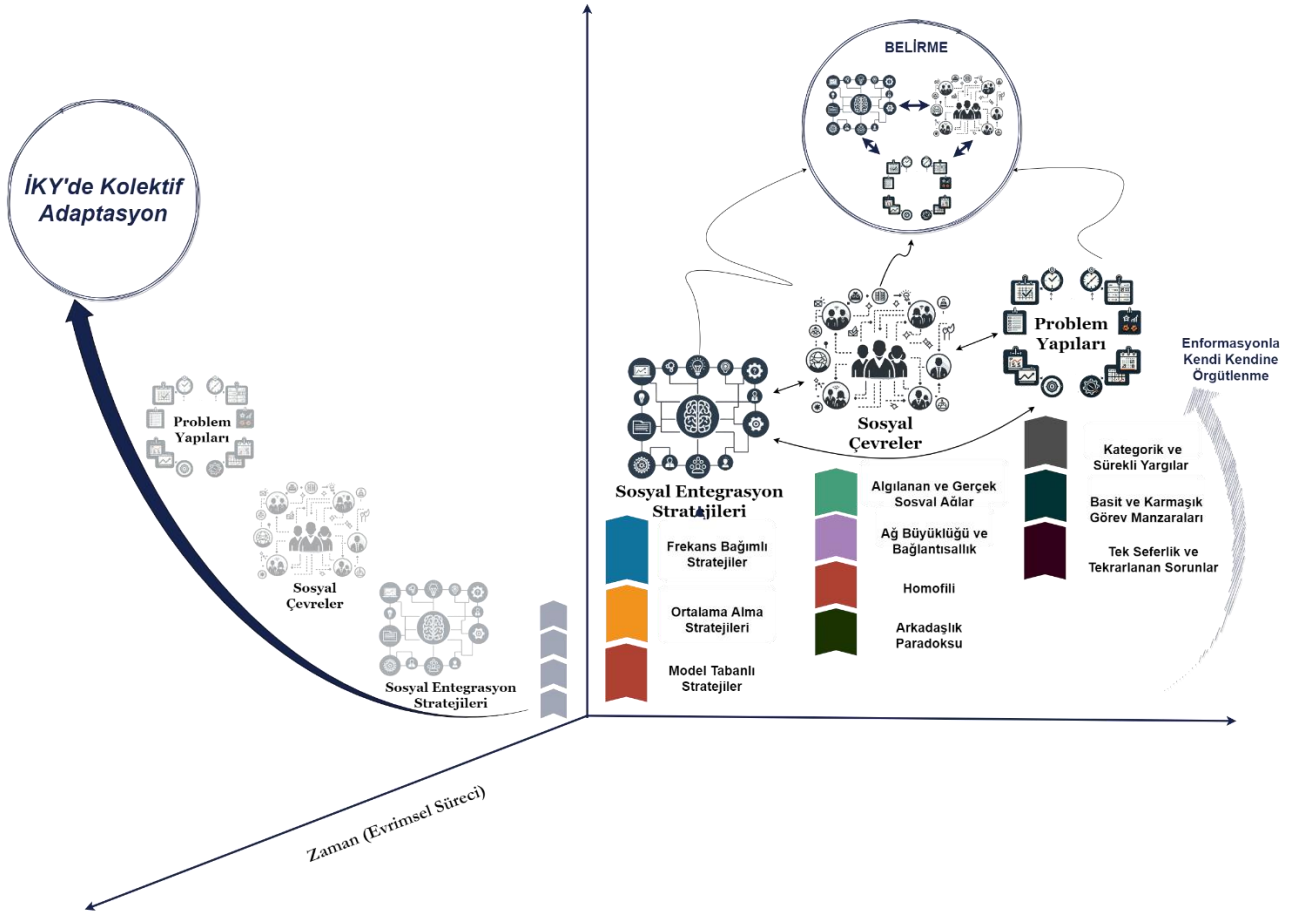 BELİRME
İKY'de Kolektif
Adaptasyon
Problem
Yapıları
Sosyal
Çevreler
Sosyal Entegrasyon
Stratejileri
Zaman (Evrimsel Süreci)
Sosyal Entegrasyon
Stratejileri
Frekans Bağımlı
Stratejiler
Ortalama Alma
Stratejileri
Model Tabanlı
Stratejiler
Sosyal
Çevreler
Algılanan ve Gerçek
Sosval Ağlar
Ağ Büyüklüğü ve
Bağlantısallık
Homofili
Arkadaşlık
Paradoksu
Problem
Yapıları
Kategorik ve
Sürekli Yargılar
Basit ve Karmaşık
Görev Manzaraları
Tek Seferlik ve
Tekrarlanan Sorunlar
Enformasyonla
Kendi Kendine
Örgütlenme